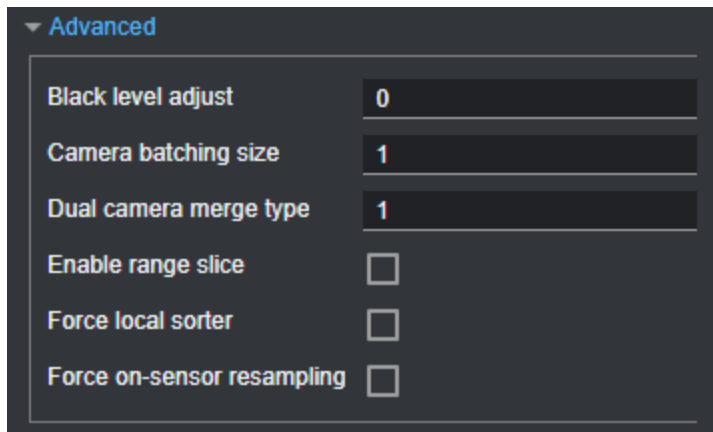 Advanced
Black level adjust 0
Camera batching size 1
Dual camera merge type 1
Enable range slice
Force local sorter
Force on-sensor resampling